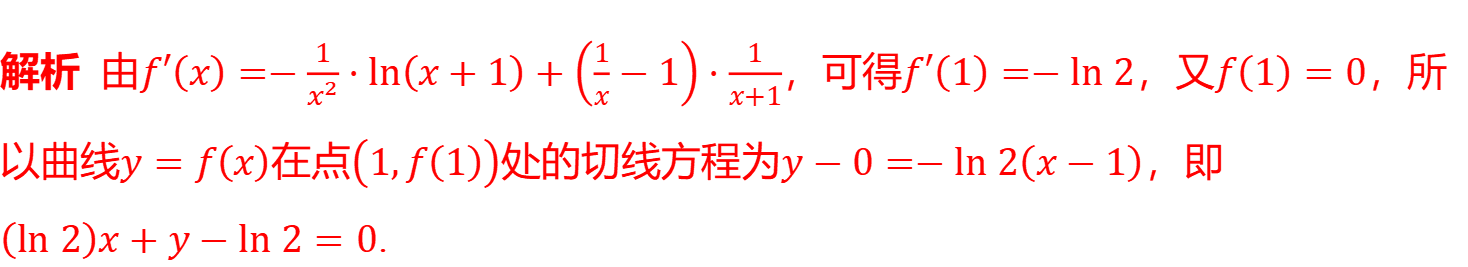 解析 由f′(x) =− 1/x² · ln(x + 1) + (1/x − 1) · 1/(x+1)，可得f′(1) =− ln 2，又f(1) = 0，所
以曲线y = f(x)在点(1, f(1))处的切线方程为y − 0 =− ln 2(x − 1)，即
(ln 2)x + y − ln 2 = 0.